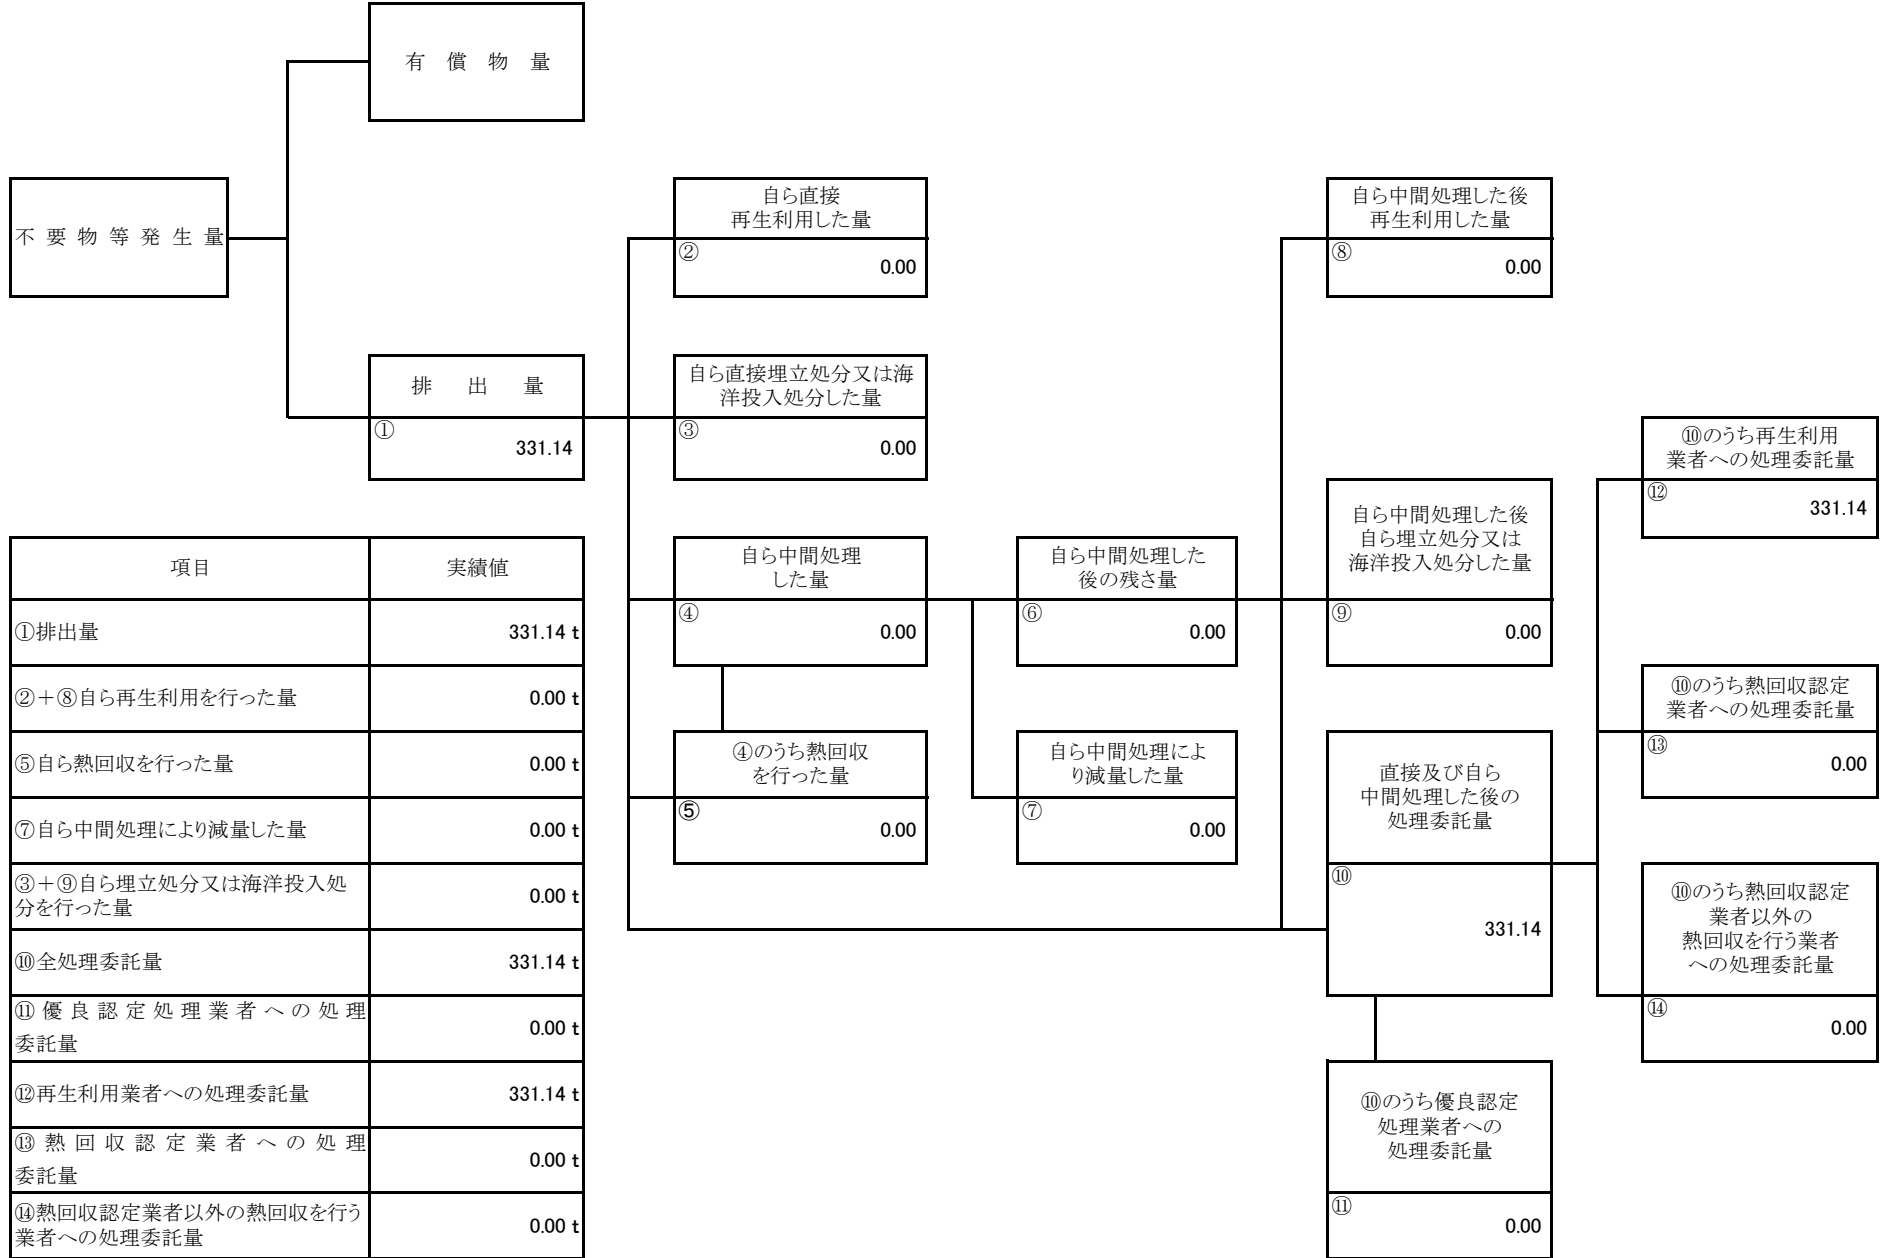 有償物量
不要物等発生量
自ら直接
再生利用した量
②
0.00
自ら中間処理した後
再生利用した量
⑧
0.00
排出量
①
331.14
自ら直接埋立処分又は海
洋投入処分した量
③
0.00
⑩のうち再生利用
業者への処理委託量
⑫
331.14
自ら中間処理
した量
④
0.00
自ら中間処理した
後の残さ量
⑥
0.00
自ら中間処理した後
自ら埋立処分又は
海洋投入処分した量
⑨
0.00
⑩のうち熱回収認定
業者への処理委託量
⑬
0.00
④のうち熱回収
を行った量
⑤
0.00
自ら中間処理によ
り減量した量
⑦
0.00
直接及び自ら
中間処理した後の
処理委託量
⑩
331.14
⑩のうち熱回収認定
業者以外の
熱回収を行う業者
への処理委託量
⑭
0.00
⑩のうち優良認定
処理業者への
処理委託量
⑪
0.00
項目 実績値
①排出量 331.14 t
②+⑧自ら再生利用を行った量 0.00 t
⑤自ら熱回収を行った量 0.00 t
⑦自ら中間処理により減量した量 0.00 t
③+⑨自ら埋立処分又は海洋投入処
分を行った量 0.00 t
⑩全処理委託量 331.14 t
⑪優良認定処理業者への処理
委託量 0.00 t
⑫再生利用業者への処理委託量 331.14 t
⑬熱回収認定業者への処理
委託量 0.00 t
⑭熱回収認定業者以外の熱回収を行う
業者への処理委託量 0.00 t